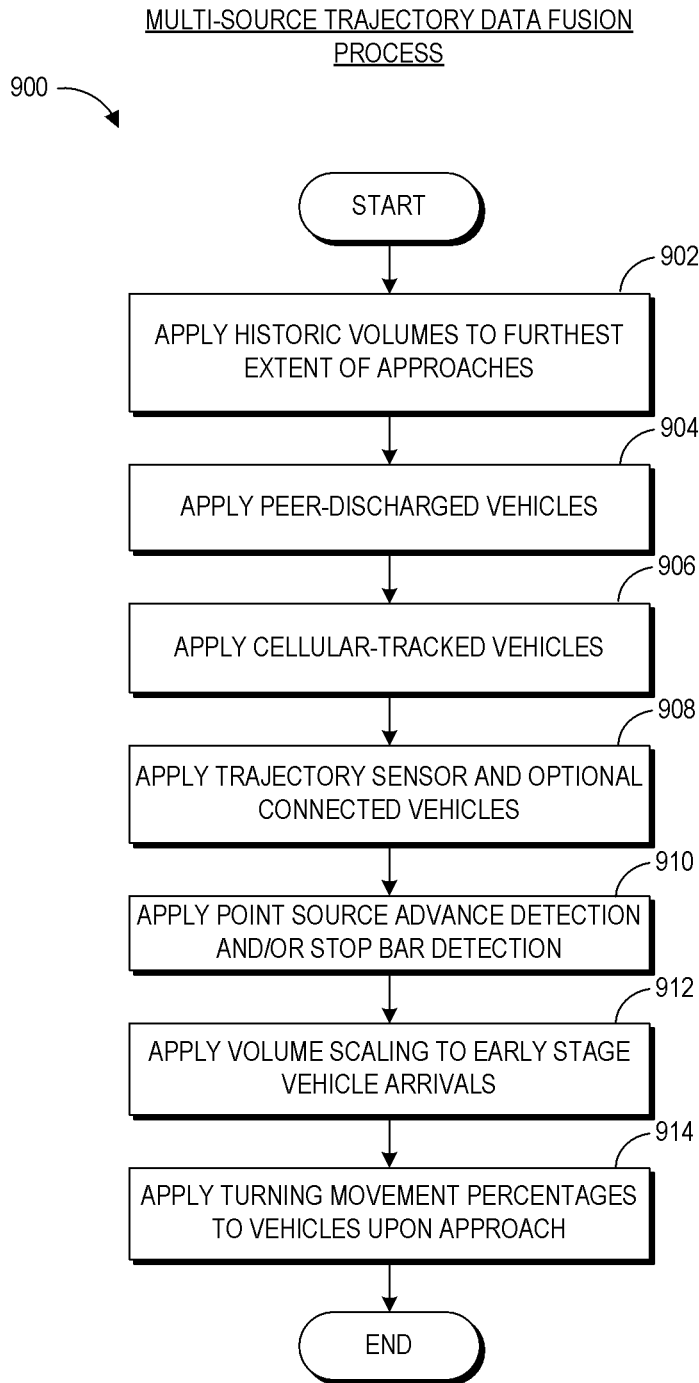 MULTI-SOURCE TRAJECTORY DATA FUSION
PROCESS
900
START
902
APPLY HISTORIC VOLUMES TO FURTHEST
EXTENT OF APPROACHES
904
APPLY PEER-DISCHARGED VEHICLES
906
APPLY CELLULAR-TRACKED VEHICLES
908
APPLY TRAJECTORY SENSOR AND OPTIONAL
CONNECTED VEHICLES
910
APPLY POINT SOURCE ADVANCE DETECTION
AND/OR STOP BAR DETECTION
912
APPLY VOLUME SCALING TO EARLY STAGE
VEHICLE ARRIVALS
914
APPLY TURNING MOVEMENT PERCENTAGES
TO VEHICLES UPON APPROACH
END